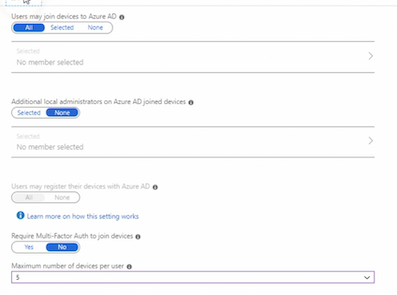 Users may join devices to Azure AD
All Selected None
Selected
No member selected
Additional local administrators on Azure AD joined devices
Selected None
Selected
No member selected
Users may register their devices with Azure AD
All None
Learn more on how this setting works
Require Multi-Factor Auth to join devices
Yes No
Maximum number of devices per user
5